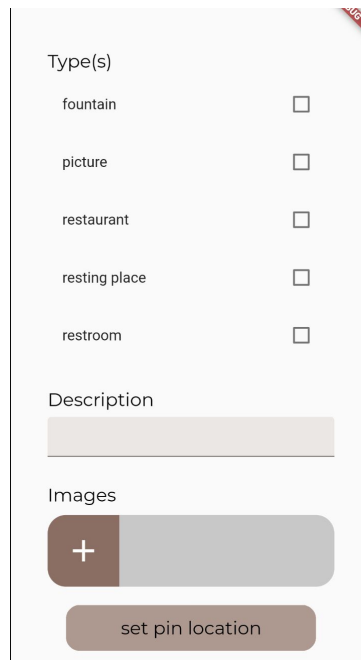 Type(s)
fountain
picture
restaurant
resting place
restroom
Description
Images
+
set pin location